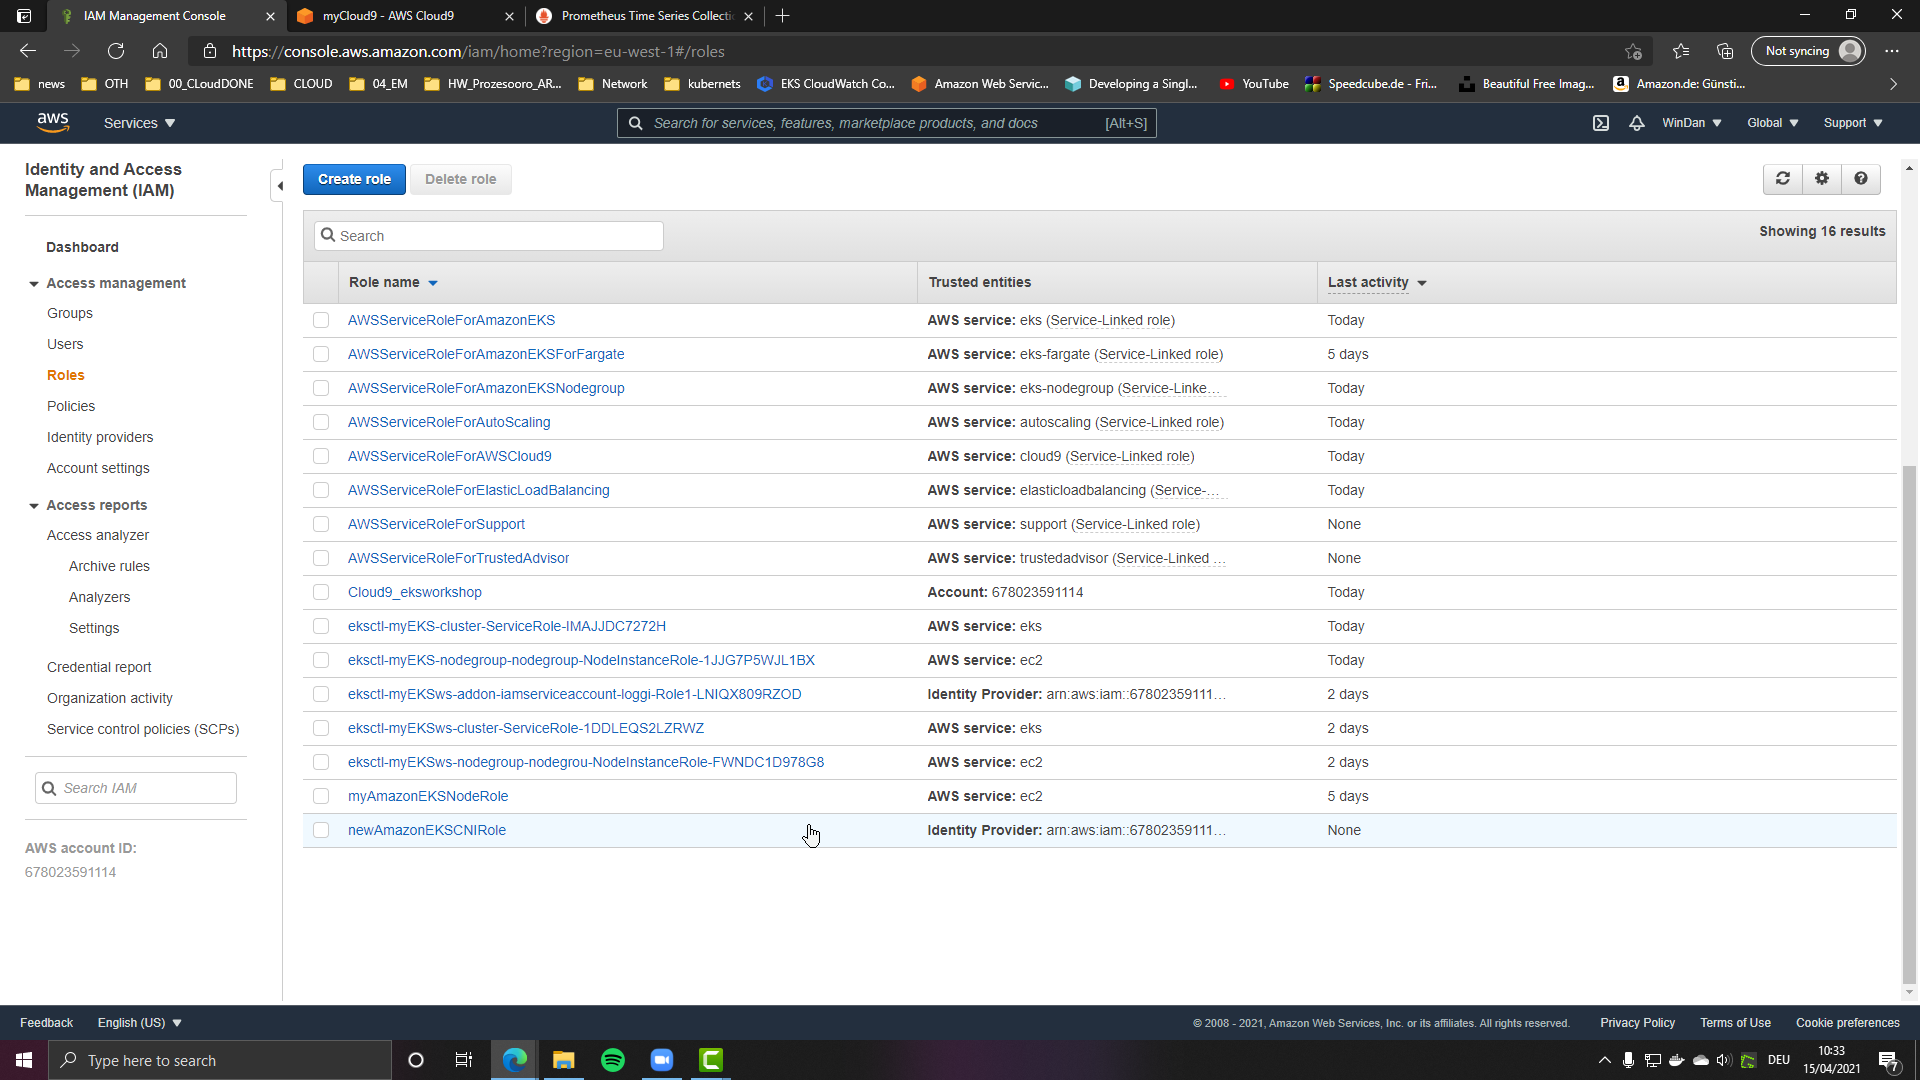 IAM Management Console
myCloud9 - AWS Cloud9
Prometheus Time Series Collecti
https://console.aws.amazon.com/iam/home?region=eu-west-1#/roles
Not syncing
news
OTH
00_CLoudDONE
CLOUD
04_EM
HW_Prozesooro_AR...
Network
kubernets
EKS CloudWatch Co...
Amazon Web Servic...
Developing a Singl...
YouTube
Speedcube.de - Fri...
Beautiful Free Imag...
Amazon.de: Günsti...
aws
Services
Search for services, features, marketplace products, and docs
[Alt+S]
WinDan
Global
Support
Identity and Access
Management (IAM)
Dashboard
Access management
Groups
Users
Roles
Policies
Identity providers
Account settings
Access reports
Access analyzer
Archive rules
Analyzers
Settings
Credential report
Organization activity
Service control policies (SCPs)
Search IAM
AWS account ID:
678023591114
Create role
Delete role
Search
Showing 16 results
Role name Trusted entities Last activity
AWSServiceRoleForAmazonEKS AWS service: eks (Service-Linked role) Today
AWSServiceRoleForAmazonEKSForFargate AWS service: eks-fargate (Service-Linked role) 5 days
AWSServiceRoleForAmazonEKSNodegroup AWS service: eks-nodegroup (Service-Linke... Today
AWSServiceRoleForAutoScaling AWS service: autoscaling (Service-Linked role) Today
AWSServiceRoleForAWSCloud9 AWS service: cloud9 (Service-Linked role) Today
AWSServiceRoleForElasticLoadBalancing AWS service: elasticloadbalancing (Service-... Today
AWSServiceRoleForSupport AWS service: support (Service-Linked role) None
AWSServiceRoleForTrustedAdvisor AWS service: trustedadvisor (Service-Linked ... None
Cloud9_eksworkshop Account: 678023591114 Today
eksctl-myEKS-cluster-ServiceRole-IMAJJDC7272H AWS service: eks Today
eksctl-myEKS-nodegroup-nodegroup-NodeInstanceRole-1JJG7P5WJL1BX AWS service: ec2 Today
eksctl-myEKSws-addon-iamserviceaccount-loggi-Role1-LNIQX809RZOD Identity Provider: arn:aws:iam::67802359111... 2 days
eksctl-myEKSws-cluster-ServiceRole-1DDLEQS2LZRWZ AWS service: eks 2 days
eksctl-myEKSws-nodegroup-nodegrou-NodeInstanceRole-FWNDC1D978G8 AWS service: ec2 2 days
myAmazonEKSNodeRole AWS service: ec2 5 days
newAmazonEKSCNIRole Identity Provider: arn:aws:iam::67802359111... None
Feedback
English (US)
© 2008 - 2021, Amazon Web Services, Inc. or its affiliates. All rights reserved.
Privacy Policy
Terms of Use
Cookie preferences
Type here to search
DEU
10:33
15/04/2021
7